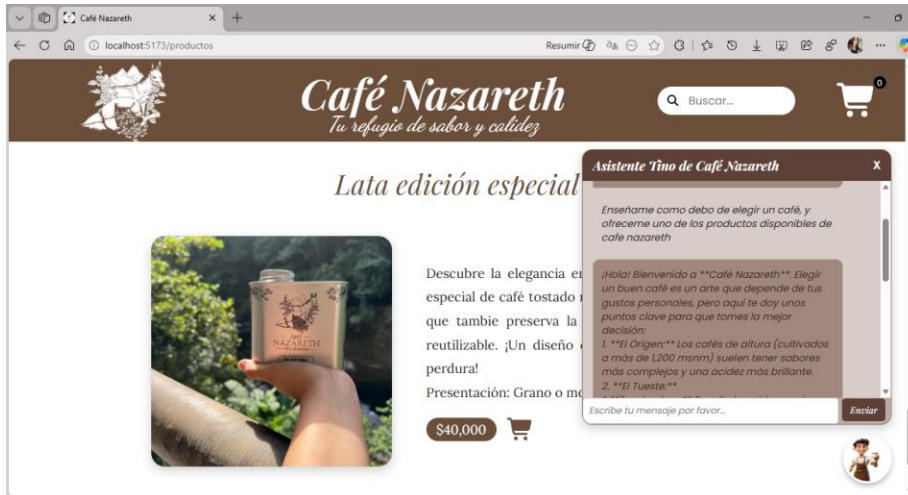 Café Nazareth
localhost:5173/productos
Resumir
Café Nazareth
Tu refugio de sabor y calidez
Buscar...
0
Lata edición especial
Descubre la elegancia en
especial de café tostado
que tambie preserva la
reutilizable. ¡Un diseño
perdura!
Presentación: Grano o mo
$40,000
CAFÉ
NAZARETH
Asistente Tino de Café Nazareth
X
Enseñame como debo de elegir un café, y
ofreceme uno de los productos disponibles de
cafe nazareth
¡Hola! Bienvenido a **Café Nazareth**. Elegir
un buen café es un arte que depende de tus
gustos personales, pero aquí te doy unos
puntos clave para que tomes la mejor
decisión:
1. **El Origen:** Los cafés de altura (cultivados
a más de 1,200 msnm) suelen tener sabores
más complejos y una acidez más brillante.
2. **El Tueste:**
Escribe tu mensaje por favor...
Enviar